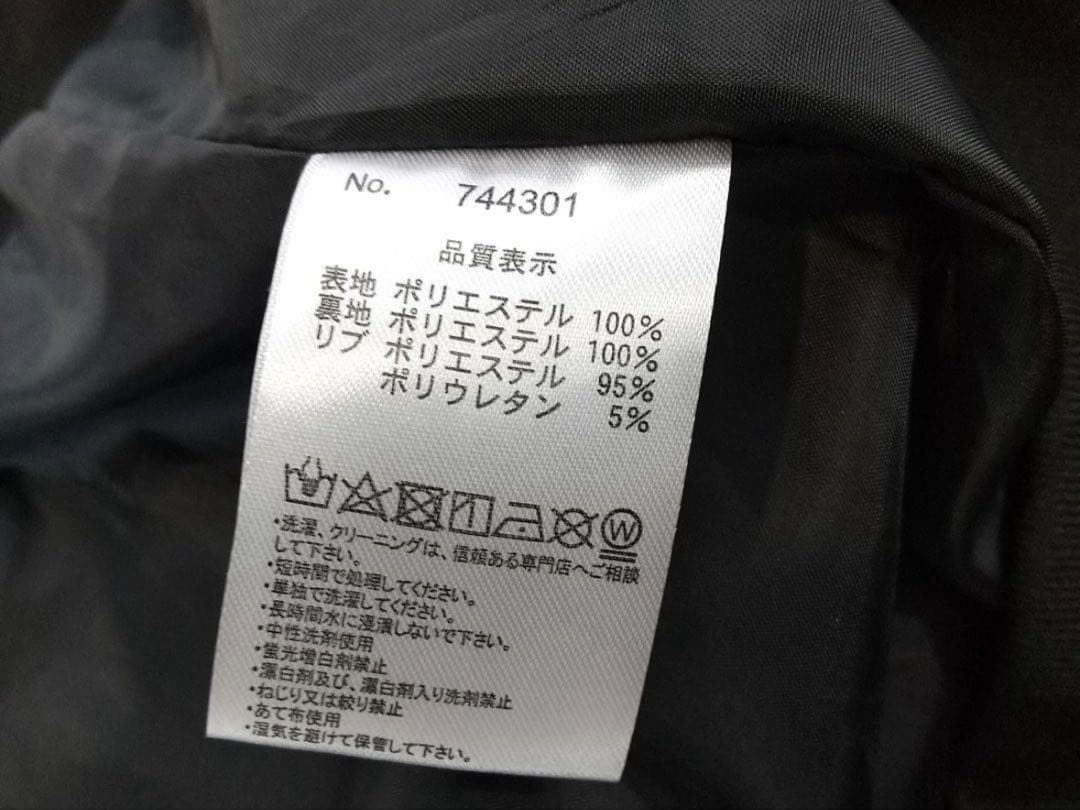 No. 744301
品質表示
表地 ポリエステル 100%
裏地 ポリエステル 100%
リブ ポリエステル 95%
ポリウレタン 5%
W
・洗濯、クリーニングは、信頼ある専門店へご相談
して下さい。
・短時間で処理してください。
・単独で洗濯してください。
・長時間水に浸漬しないで下さい。
・中性洗剤使用
・蛍光増白剤禁止
・漂白剤及び、漂白剤入り洗剤禁止
・ねじり又は絞り禁止
・あて布使用
・湿気を避けて保管して下さい。